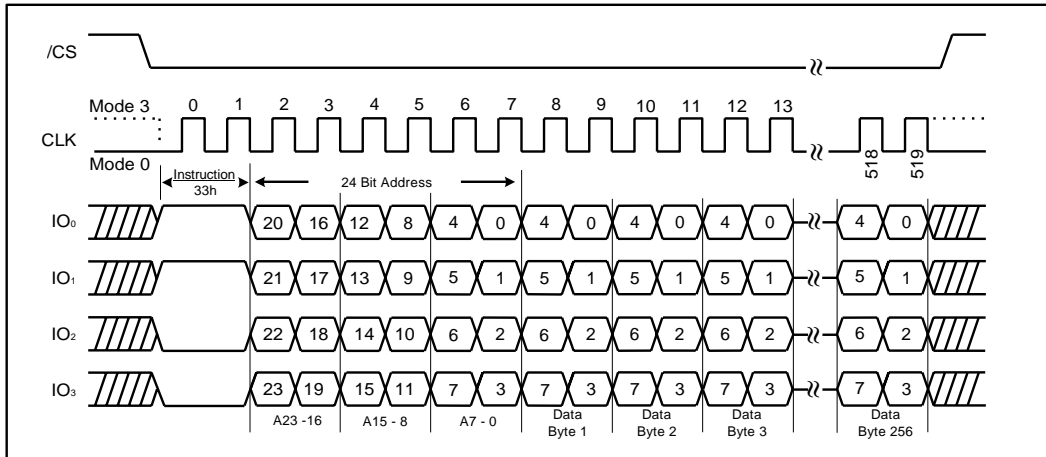 /CS
Mode 3 0 1 2 3 4 5 6 7 8 9 10 11 12 13
CLK
Mode 0 518 519
Instruction 24 Bit Address
33h
IO₀ 20 16 12 8 4 0 4 0 4 0 4 0 4 0
IO₁ 21 17 13 9 5 1 5 1 5 1 5 1 5 1
IO₂ 22 18 14 10 6 2 6 2 6 2 6 2 6 2
IO₃ 23 19 15 11 7 3 7 3 7 3 7 3 7 3
A23 -16 A15 - 8 A7 - 0 Data Data Data Data
Byte 1 Byte 2 Byte 3 Byte 256